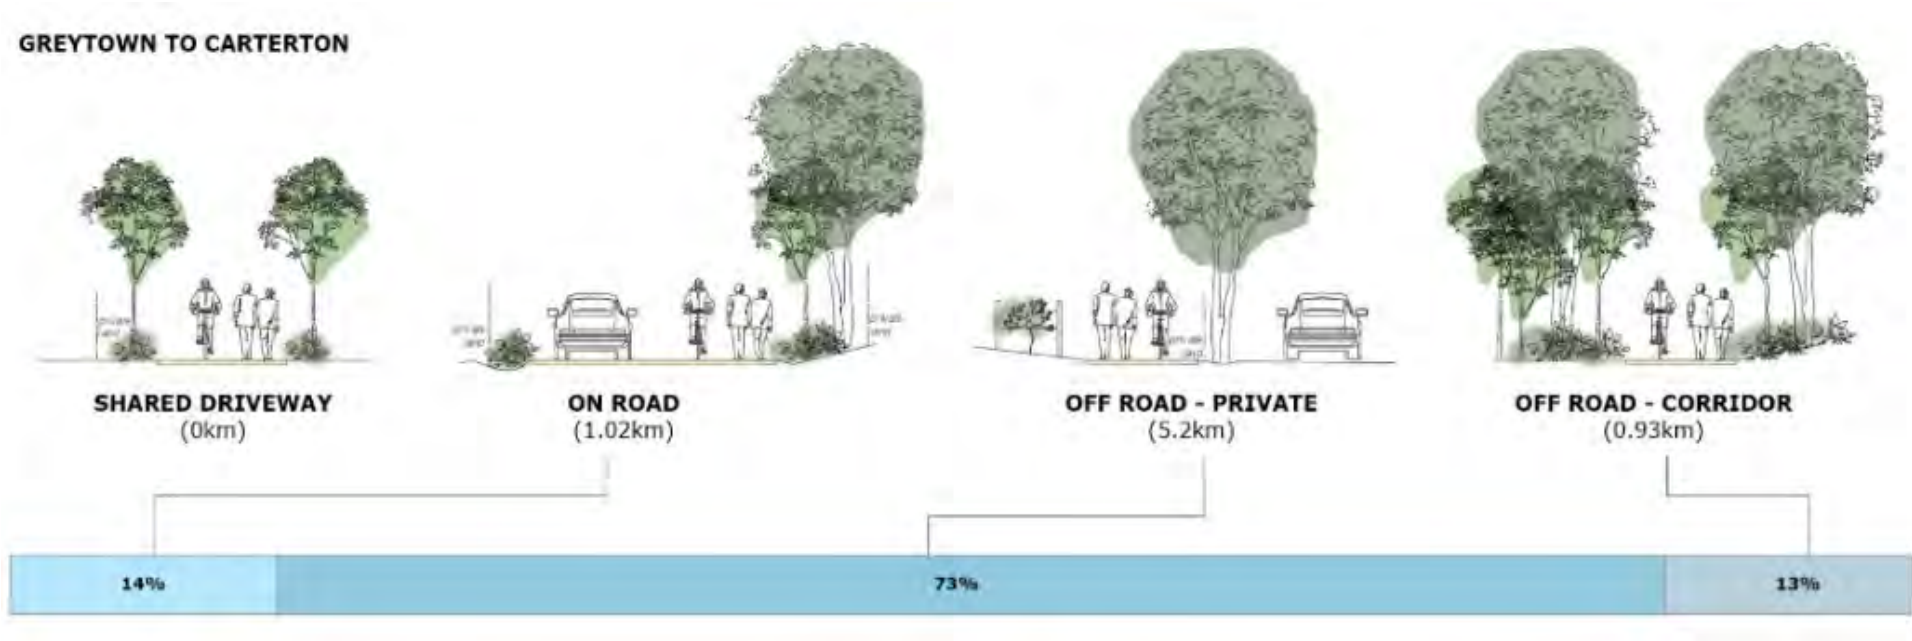 GREYTOWN TO CARTERTON
SHARED DRIVEWAY
(0km)
ON ROAD
(1.02km)
OFF ROAD - PRIVATE
(5.2km)
OFF ROAD - CORRIDOR
(0.93km)
14%
73%
13%